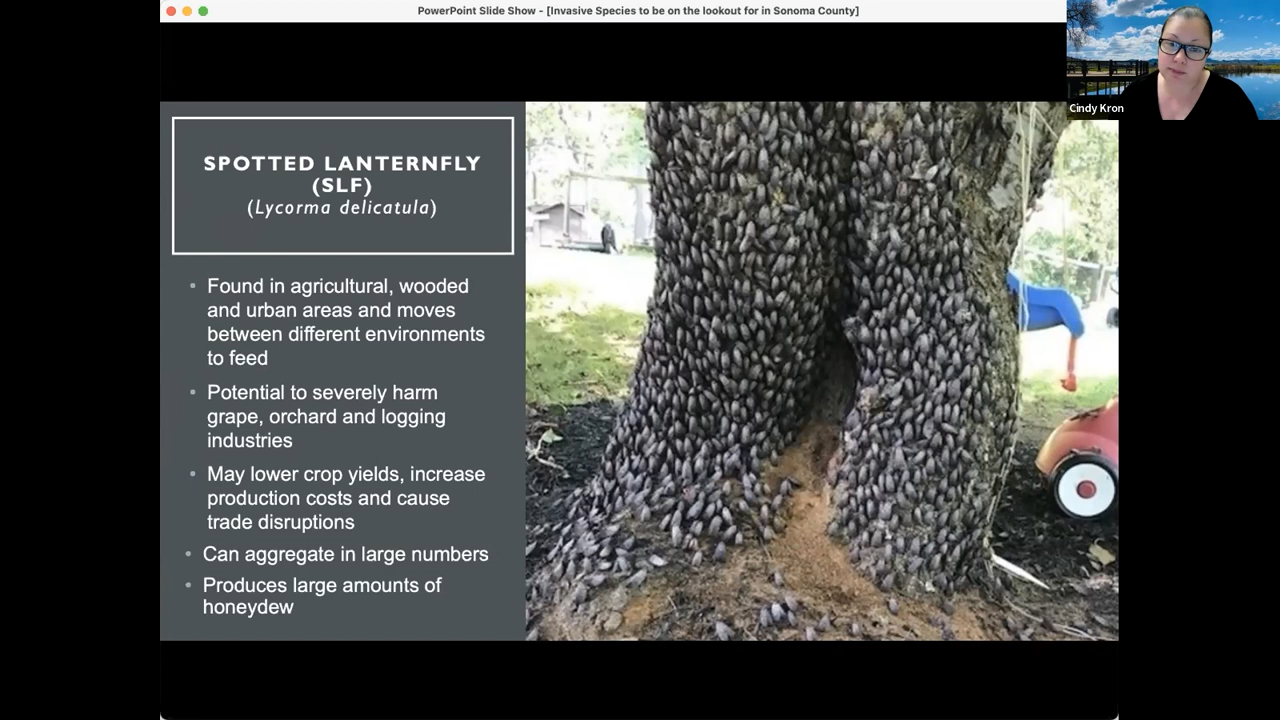 PowerPoint Slide Show - [Invasive Species to be on the lookout for in Sonoma County]
Cindy Kron
SPOTTED LANTERNFLY
(SLF)
(Lycorma delicatula)
• Found in agricultural, wooded
and urban areas and moves
between different environments
to feed
• Potential to severely harm
grape, orchard and logging
industries
• May lower crop yields, increase
production costs and cause
trade disruptions
• Can aggregate in large numbers
• Produces large amounts of
honeydew